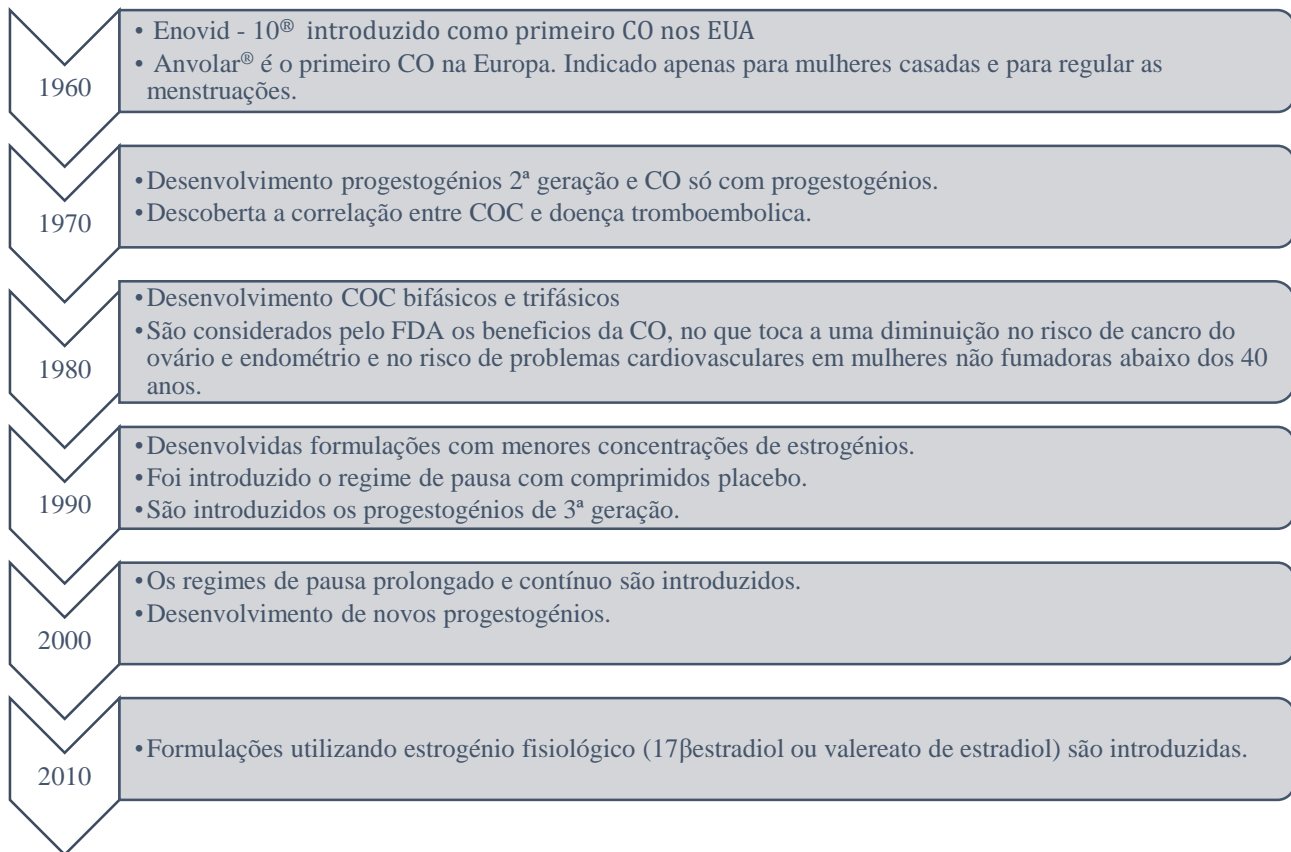 1960
• Enovid - 10® introduzido como primeiro CO nos EUA
• Anvolar® é o primeiro CO na Europa. Indicado apenas para mulheres casadas e para regular as
menstruações.
1970
•Desenvolvimento progestogénios 2ª geração e CO só com progestogénios.
•Descoberta a correlação entre COC e doença tromboembolica.
1980
•Desenvolvimento COC bifásicos e trifásicos
•São considerados pelo FDA os beneficios da CO, no que toca a uma diminuição no risco de cancro do
ovário e endométrio e no risco de problemas cardiovasculares em mulheres não fumadoras abaixo dos 40
anos.
1990
•Desenvolvidas formulações com menores concentrações de estrogénios.
•Foi introduzido o regime de pausa com comprimidos placebo.
•São introduzidos os progestogénios de 3ª geração.
2000
•Os regimes de pausa prolongado e contínuo são introduzidos.
•Desenvolvimento de novos progestogénios.
2010
•Formulações utilizando estrogénio fisiológico (17βestradiol ou valereato de estradiol) são introduzidas.